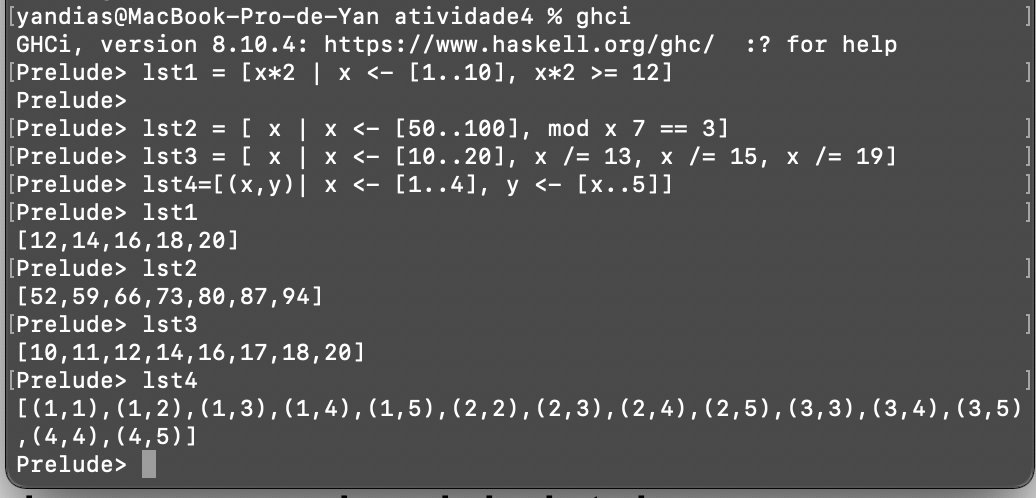 [yandias@MacBook-Pro-de-Yan atividade4 % ghci ]
GHCi, version 8.10.4: https://www.haskell.org/ghc/  :? for help
[Prelude> lst1 = [x*2 | x <- [1..10], x*2 >= 12] ]
Prelude>
[Prelude> lst2 = [ x | x <- [50..100], mod x 7 == 3] ]
[Prelude> lst3 = [ x | x <- [10..20], x /= 13, x /= 15, x /= 19] ]
[Prelude> lst4=[(x,y)| x <- [1..4], y <- [x..5]] ]
[Prelude> lst1 ]
[12,14,16,18,20]
[Prelude> lst2 ]
[52,59,66,73,80,87,94]
[Prelude> lst3 ]
[10,11,12,14,16,17,18,20]
[Prelude> lst4 ]
[(1,1),(1,2),(1,3),(1,4),(1,5),(2,2),(2,3),(2,4),(2,5),(3,3),(3,4),(3,5)
,(4,4),(4,5)]
Prelude>